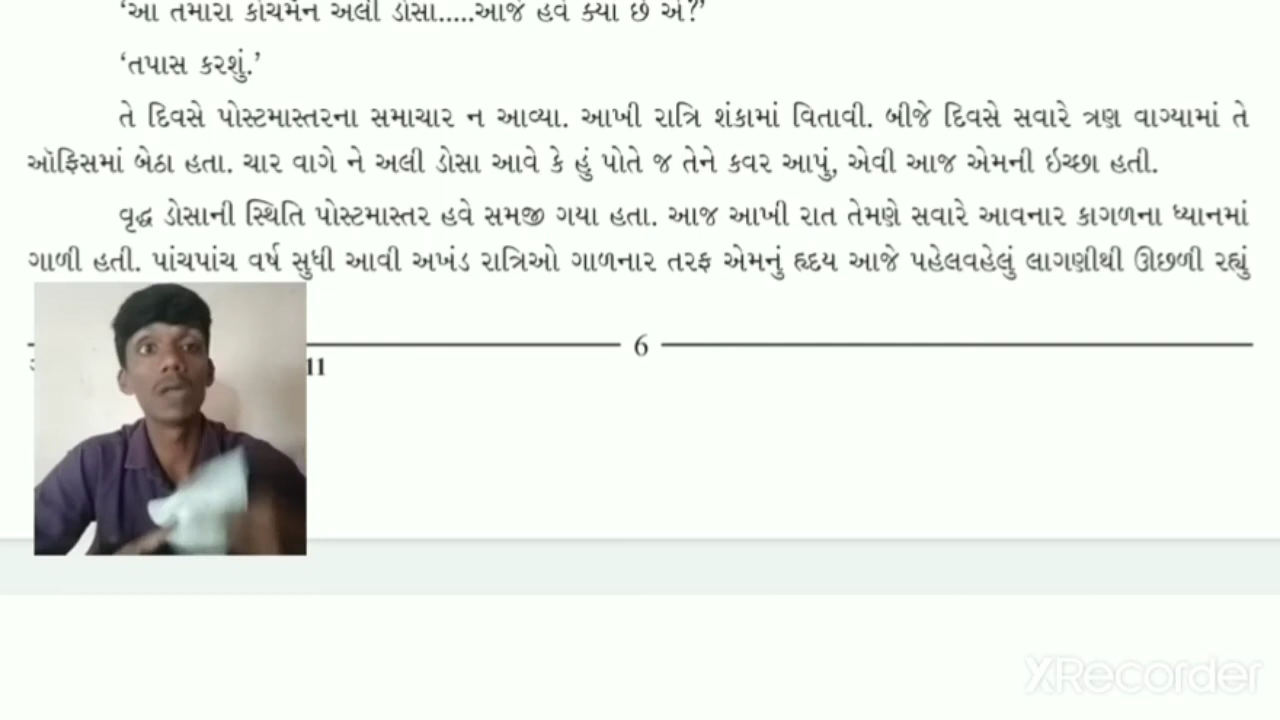 ‘આ તમારા કોચમૅન અલી ડોસા.....આજે હવે ક્યાં છે એ?’
‘તપાસ કરશું.’
તે દિવસે પોસ્ટમાસ્તરના સમાચાર ન આવ્યા. આખી રાત્રિ શંકામાં વિતાવી. બીજે દિવસે સવારે ત્રણ વાગ્યામાં તે
ઑફિસમાં બેઠા હતા. ચાર વાગે ને અલી ડોસા આવે કે હું પોતે જ તેને કવર આપું, એવી આજ એમની ઇચ્છા હતી.
વૃદ્ધ ડોસાની સ્થિતિ પોસ્ટમાસ્તર હવે સમજી ગયા હતા. આજ આખી રાત તેમણે સવારે આવનાર કાગળના ધ્યાનમાં
ગાળી હતી. પાંચપાંચ વર્ષ સુધી આવી અખંડ રાત્રિઓ ગાળનાર તરફ એમનું હૃદય આજે પહેલવહેલું લાગણીથી ઊછળી રહ્યું
6
11
XRecorder